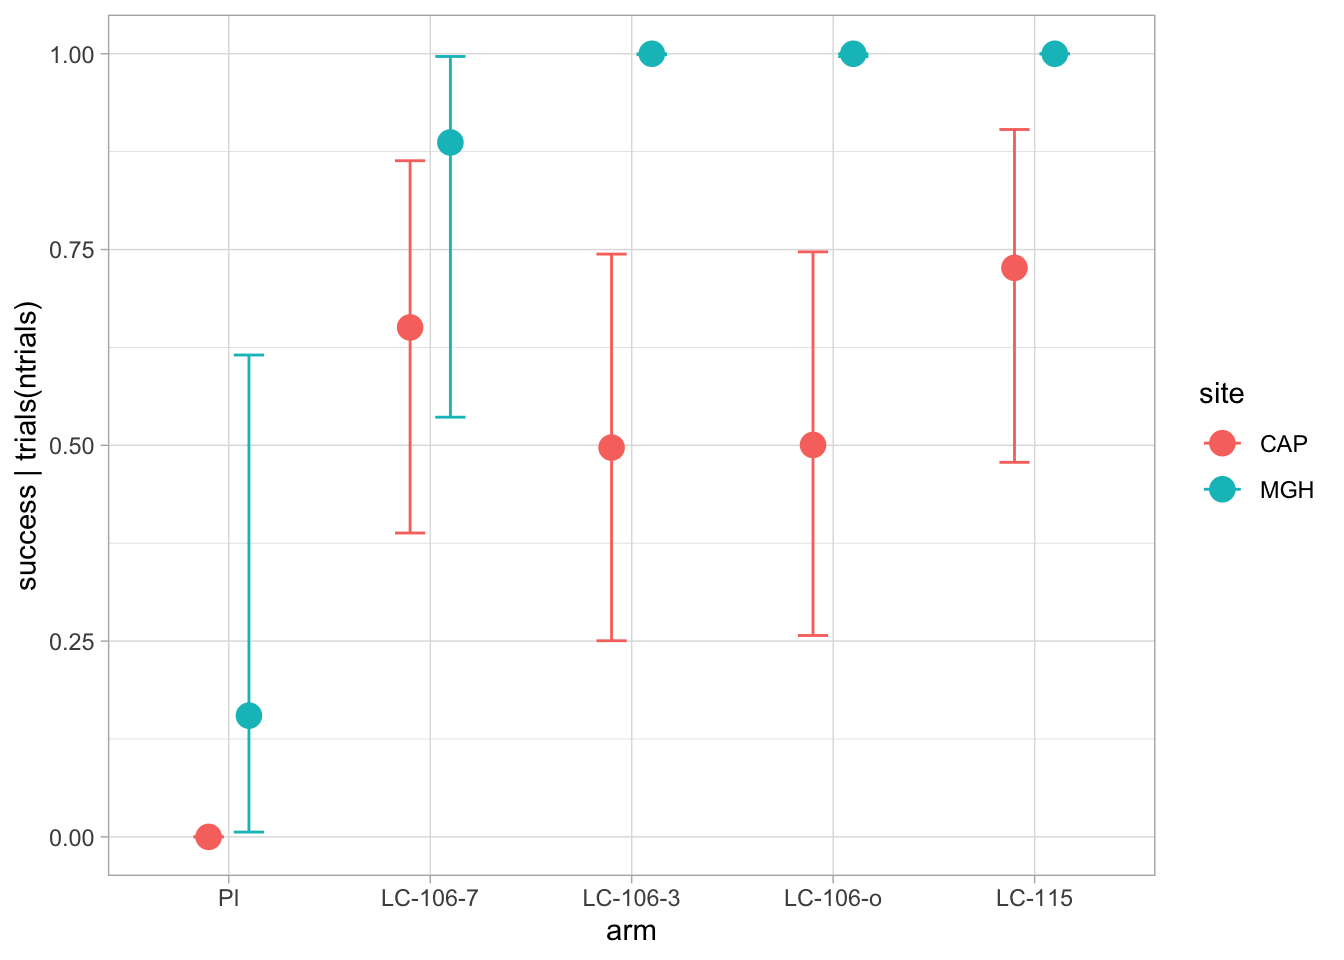 1.00
0.75
0.50
0.25
0.00
success | trials(ntrials)
Pl
LC-106-7
LC-106-3
LC-106-o
LC-115
arm
site
CAP
MGH